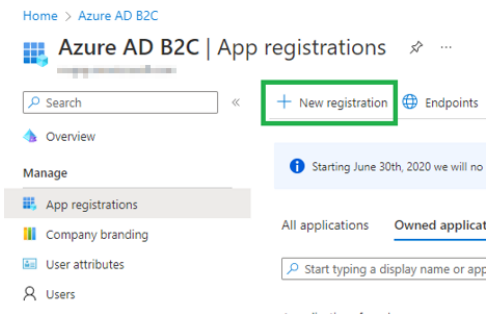 Home > Azure AD B2C
Azure AD B2C | App registrations
Search
«
+ New registration
Endpoints
Overview
Starting June 30th, 2020 we will no
Manage
App registrations
All applications
Owned applicat
Company branding
User attributes
Start typing a display name or app
Users